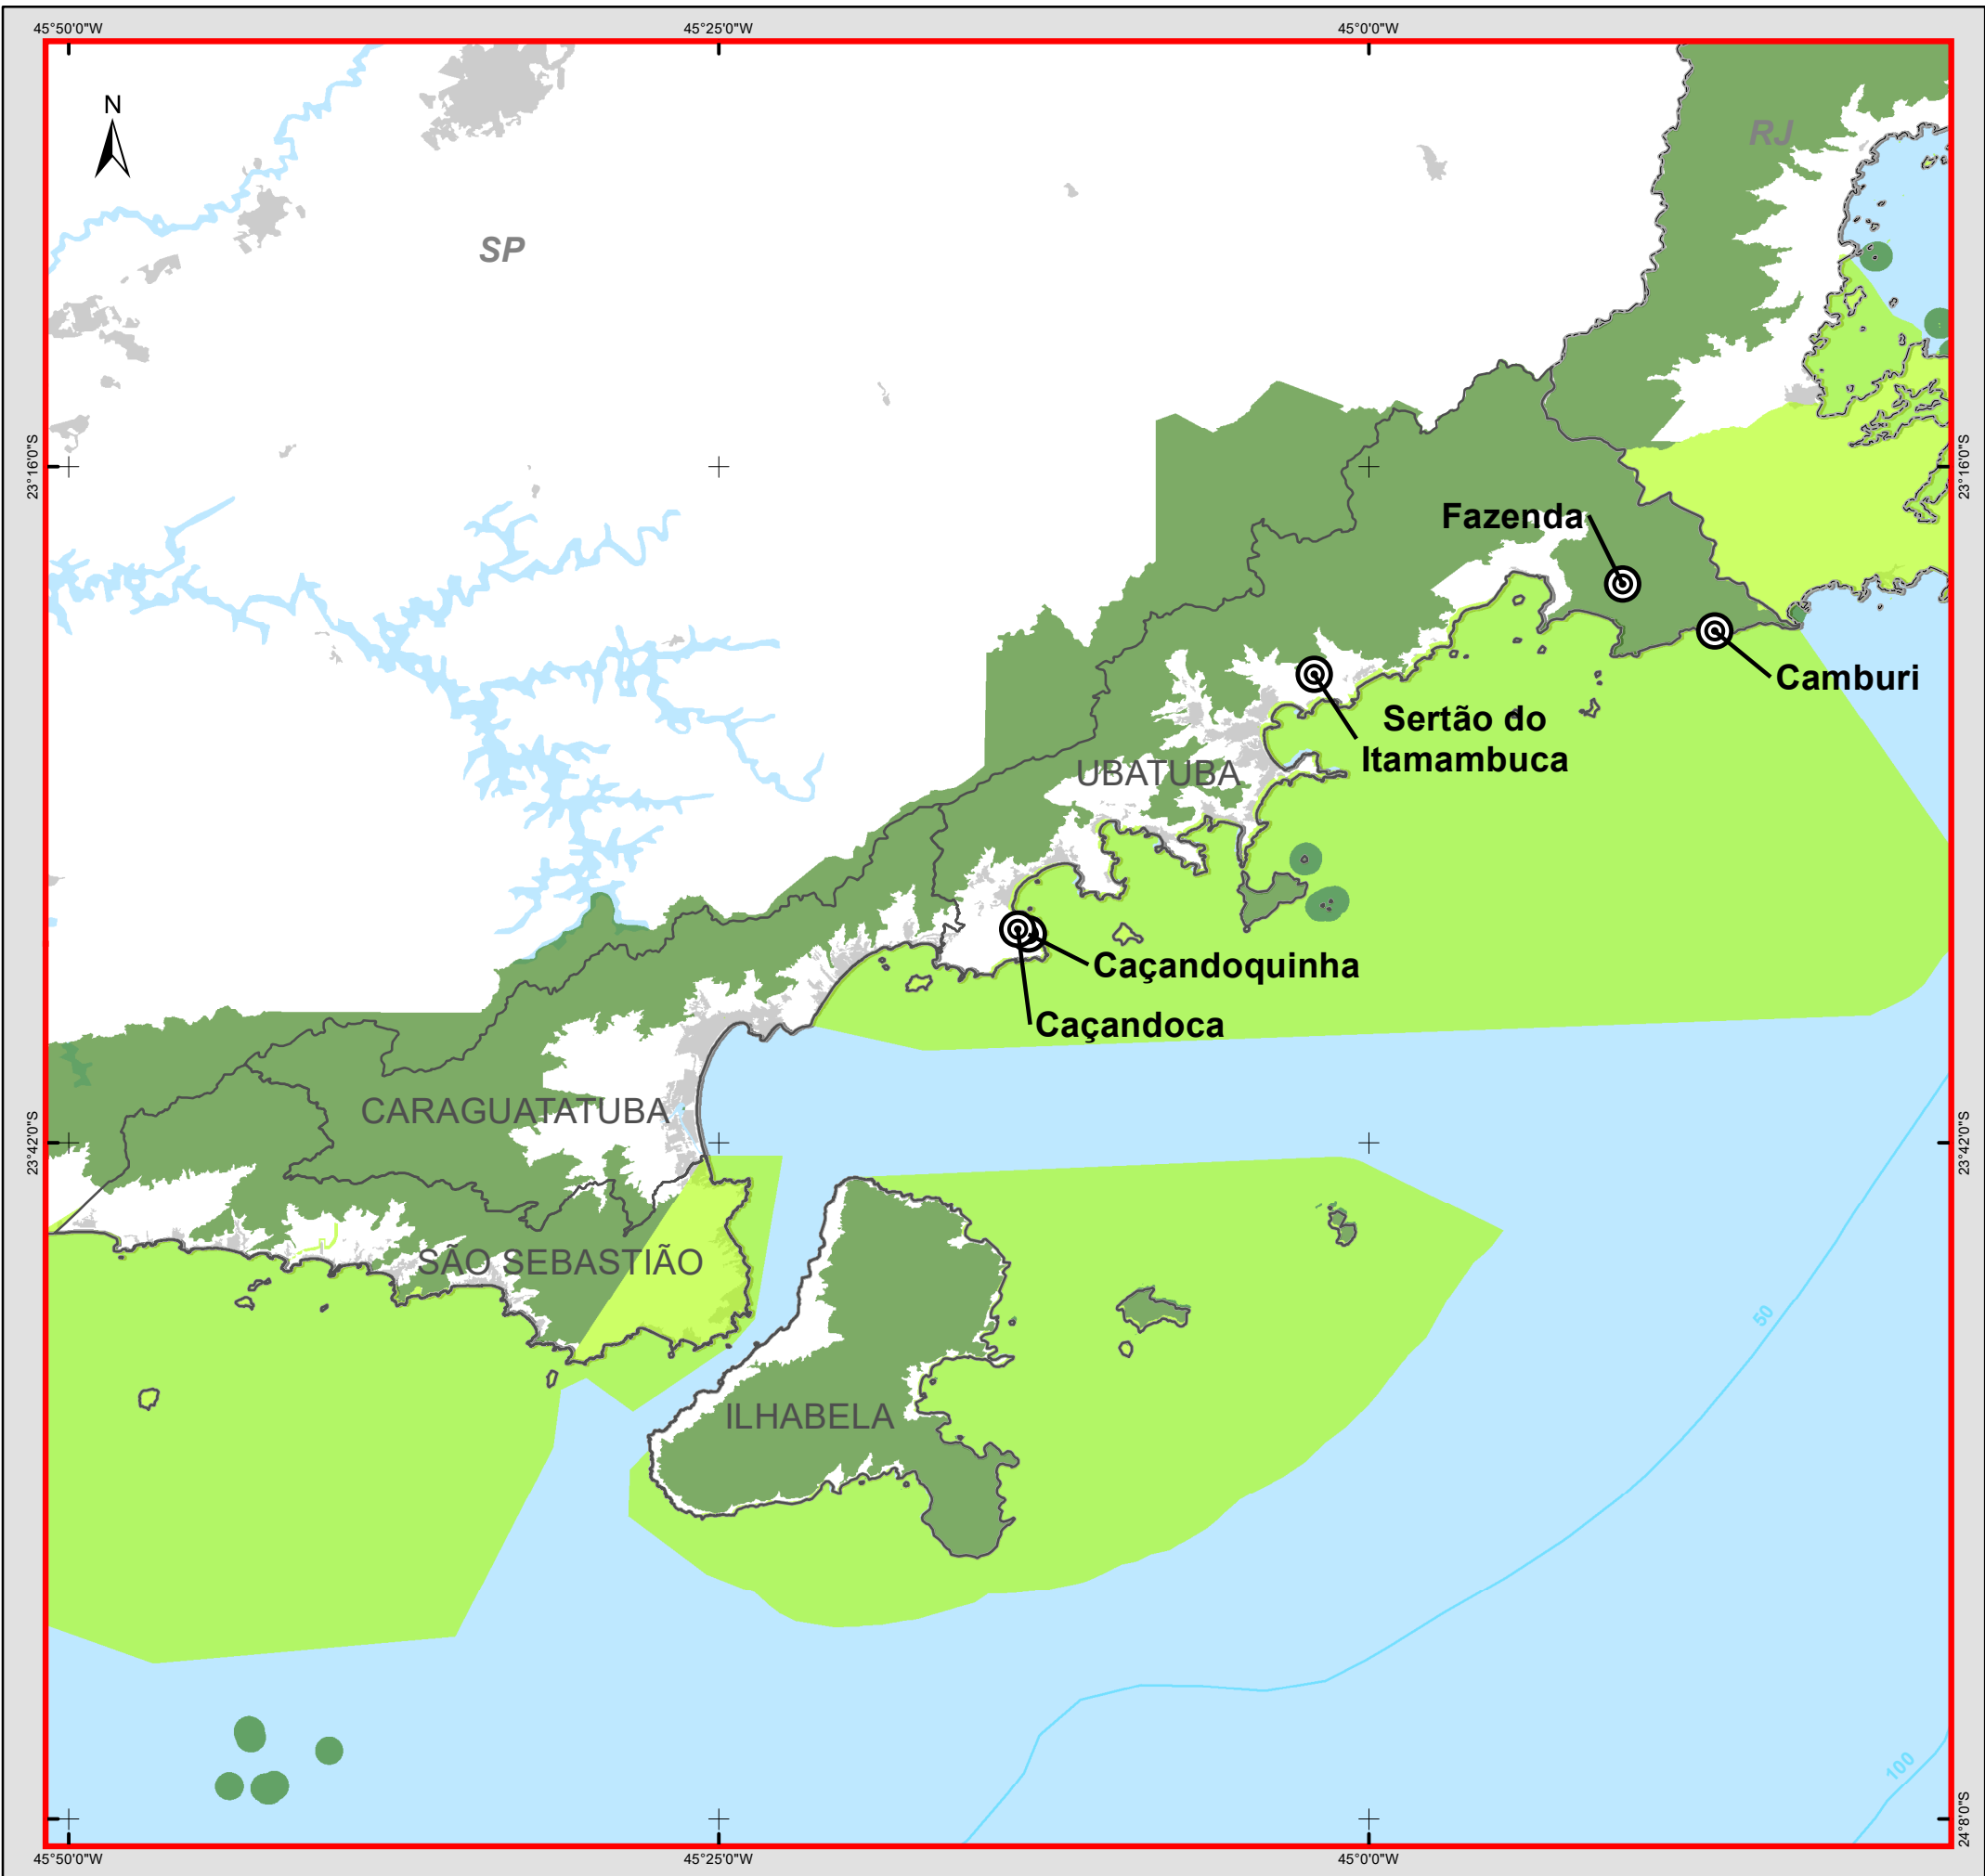 45°50'0"W
45°25'0"W
45°0'0"W
N
RJ
SP
23°16'0"S
23°16'0"S
Fazenda
Camburi
Sertão do
Itamambuca
UBATUBA
Caçandoquinha
Caçandoca
CARAGUATATUBA
23°42'0"S
23°42'0"S
SÃO SEBASTIÃO
50
ILHABELA
100
24°8'0"S
45°50'0"W
45°25'0"W
45°0'0"W